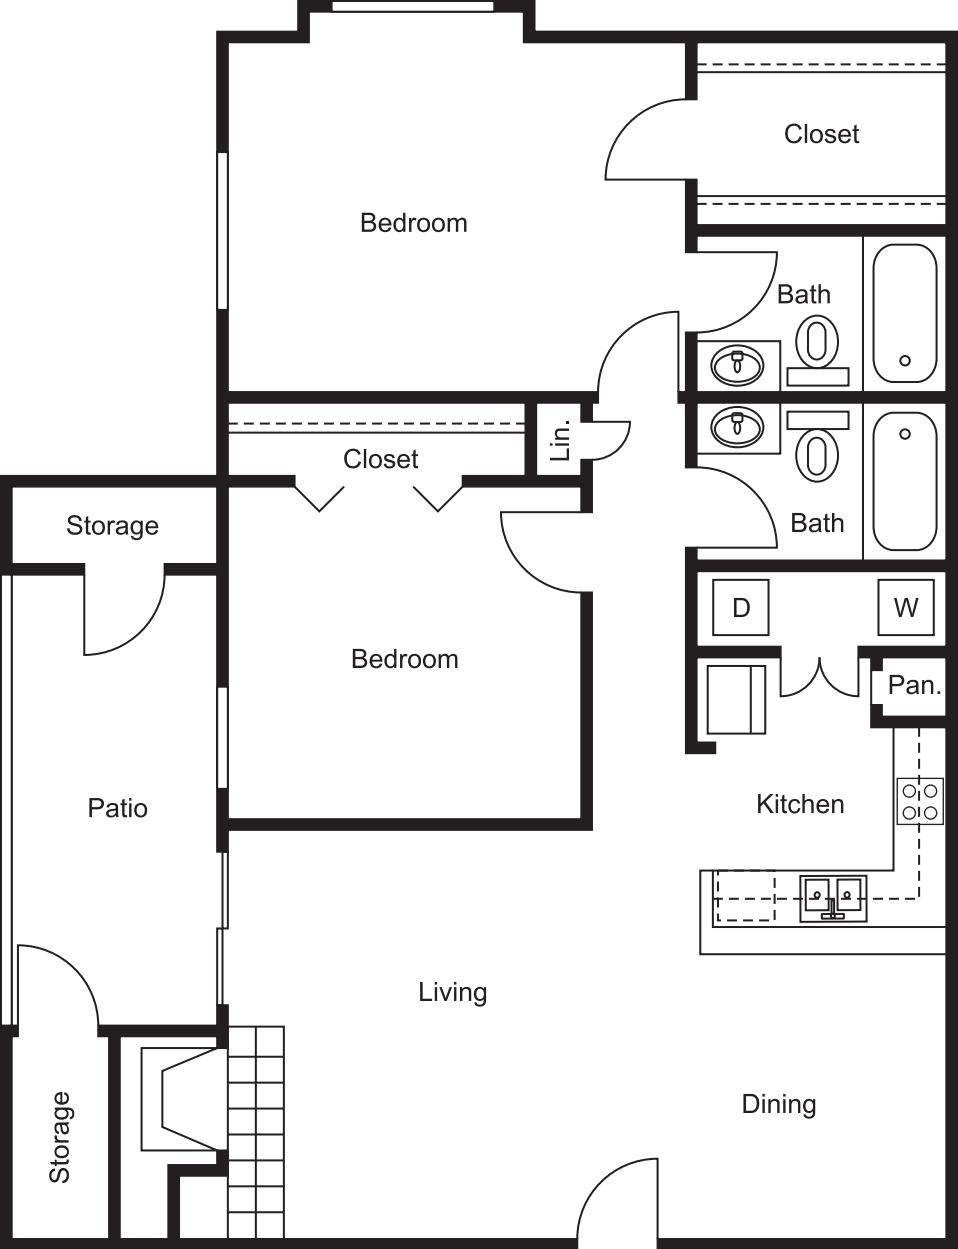 Closet
Bedroom
Bath
Lin.
Closet
Storage
Bath
D
W
Bedroom
Pan.
Patio
Kitchen
Living
Dining
Storage